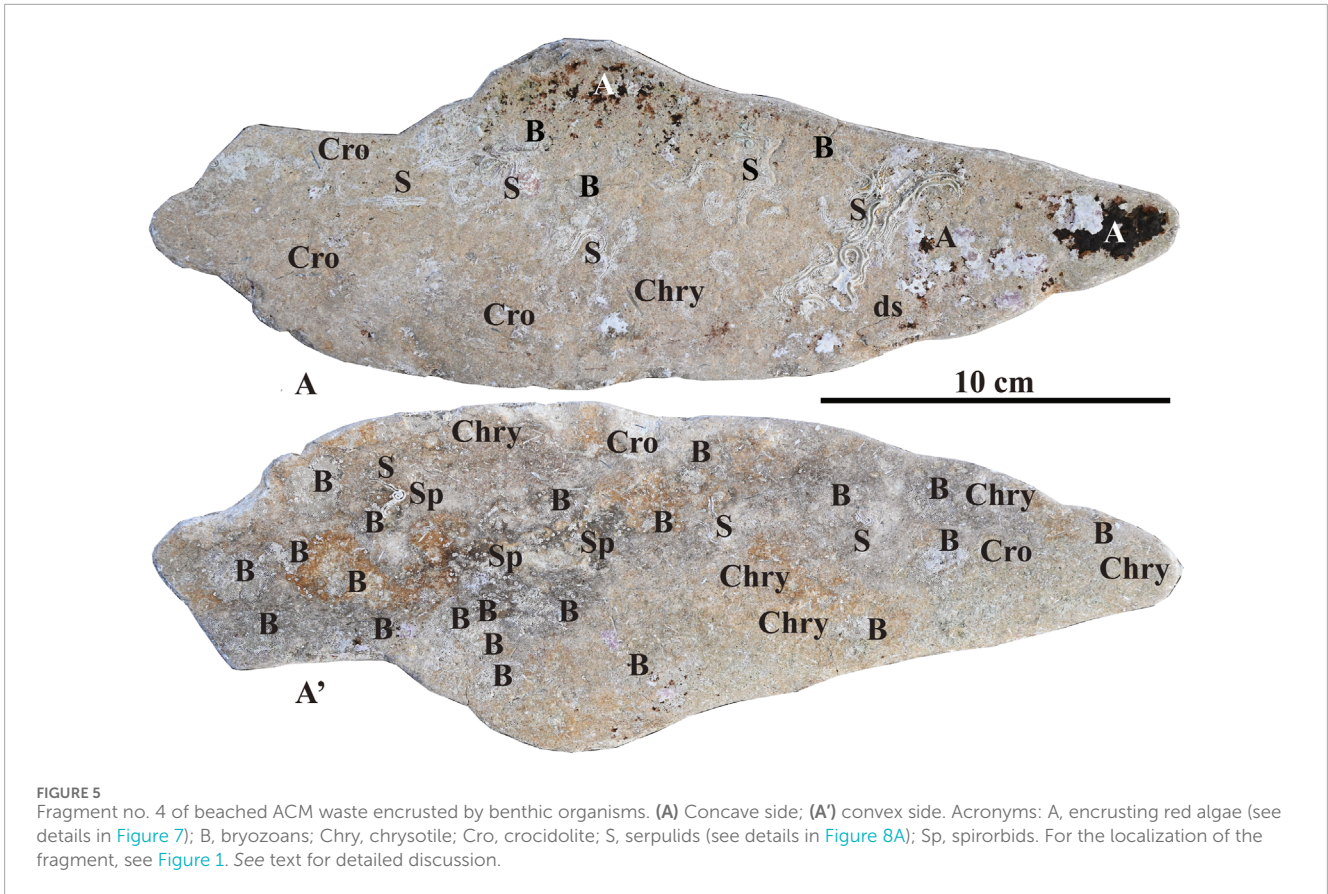 A
B
B
Cro
S
S
B
S
S
A
A
S
Cro
Chry
Cro
ds
A
10 cm
Chry
Cro
B
S
B
Sp
B
B
Chry
B
B
S
B
B
Sp
Sp
S
B
Cro
B
B
Chry
Chry
B
B
B
B
B
Chry
B
B
B
B
B
A’
FIGURE 5
Fragment no. 4 of beached ACM waste encrusted by benthic organisms. (A) Concave side; (A’) convex side. Acronyms: A, encrusting red algae (see
details in Figure 7); B, bryozoans; Chry, chrysotile; Cro, crocidolite; S, serpulids (see details in Figure 8A); Sp, spirorbids. For the localization of the
fragment, see Figure 1. See text for detailed discussion.